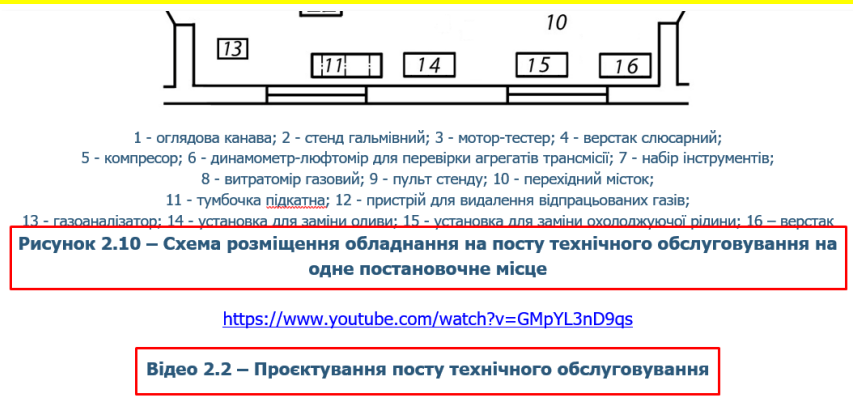 10
13
11
14
15
16
1 - оглядова канава; 2 - стенд гальмівний; 3 - мотор-тестер; 4 - верстак слюсарний;
5 - компресор; 6 - динамометр-люфтомір для перевірки агрегатів трансмісії; 7 - набір інструментів;
8 - витратомір газовий; 9 - пульт стенду; 10 - перехідний місток;
11 - тумбочка підкатна; 12 - пристрій для видалення відпрацьованих газів;
13 - газоаналізатор; 14 - установка для заміни оливи; 15 - установка для заміни охолоджуючої рідини; 16 – верстак
Рисунок 2.10 – Схема розміщення обладнання на посту технічного обслуговування на
одне постановочне місце
https://www.youtube.com/watch?v=GMpYL3nD9qs
Відео 2.2 – Проєктування посту технічного обслуговування